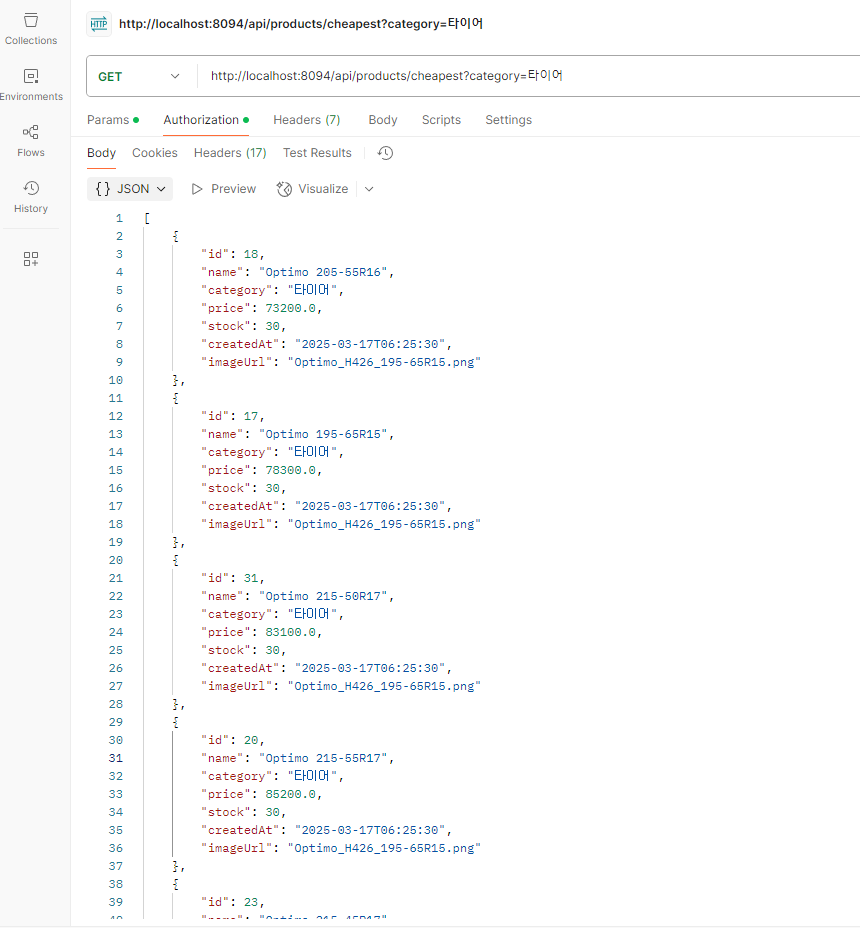 Collections
Environments
Flows
History
HTTP http://localhost:8094/api/products/cheapest?category=타이어
GET http://localhost:8094/api/products/cheapest?category=타이어
Params Authorization Headers (7) Body Scripts Settings
Body Cookies Headers (17) Test Results
{} JSON Preview Visualize
1 [
2 {
3 "id": 18,
4 "name": "Optimo 205-55R16",
5 "category": "타이어",
6 "price": 73200.0,
7 "stock": 30,
8 "createdAt": "2025-03-17T06:25:30",
9 "imageUrl": "Optimo_H426_195-65R15.png"
10 },
11 {
12 "id": 17,
13 "name": "Optimo 195-65R15",
14 "category": "타이어",
15 "price": 78300.0,
16 "stock": 30,
17 "createdAt": "2025-03-17T06:25:30",
18 "imageUrl": "Optimo_H426_195-65R15.png"
19 },
20 {
21 "id": 31,
22 "name": "Optimo 215-50R17",
23 "category": "타이어",
24 "price": 83100.0,
25 "stock": 30,
26 "createdAt": "2025-03-17T06:25:30",
27 "imageUrl": "Optimo_H426_195-65R15.png"
28 },
29 {
30 "id": 20,
31 "name": "Optimo 215-55R17",
32 "category": "타이어",
33 "price": 85200.0,
34 "stock": 30,
35 "createdAt": "2025-03-17T06:25:30",
36 "imageUrl": "Optimo_H426_195-65R15.png"
37 },
38 {
39 "id": 23,